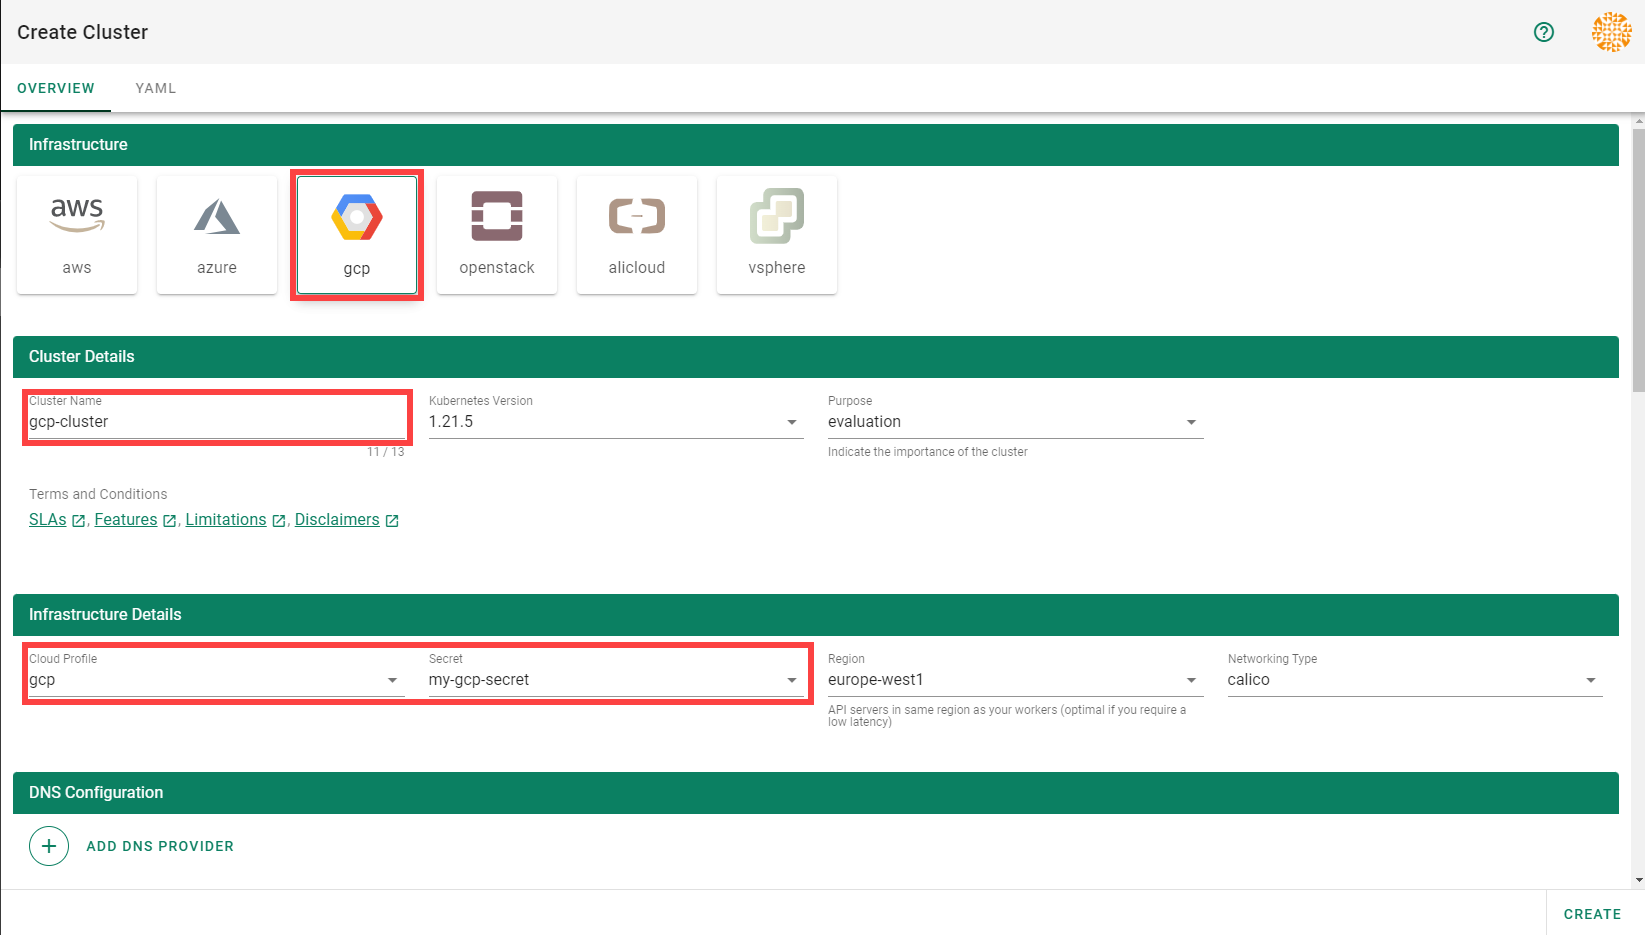 Create Cluster
OVERVIEW YAML
Infrastructure
aws
aws azure gcp openstack alicloud vsphere
Cluster Details
Cluster Name Kubernetes Version Purpose
gcp-cluster 1.21.5 evaluation
11 / 13 Indicate the importance of the cluster
Terms and Conditions
SLAs, Features, Limitations, Disclaimers
Infrastructure Details
Cloud Profile Secret Region Networking Type
gcp my-gcp-secret europe-west1 calico
API servers in same region as your workers (optimal if you require a
low latency)
DNS Configuration
ADD DNS PROVIDER
CREATE